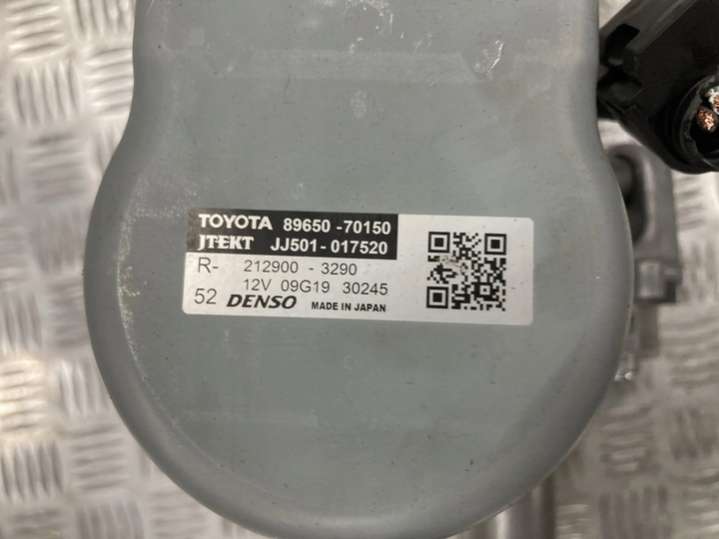 TOYOTA 89650 -70150
JTEKT JJ501- 017520
R- 212900 - 3290
12V 09G19 30245
52 DENSO MADE IN JAPAN